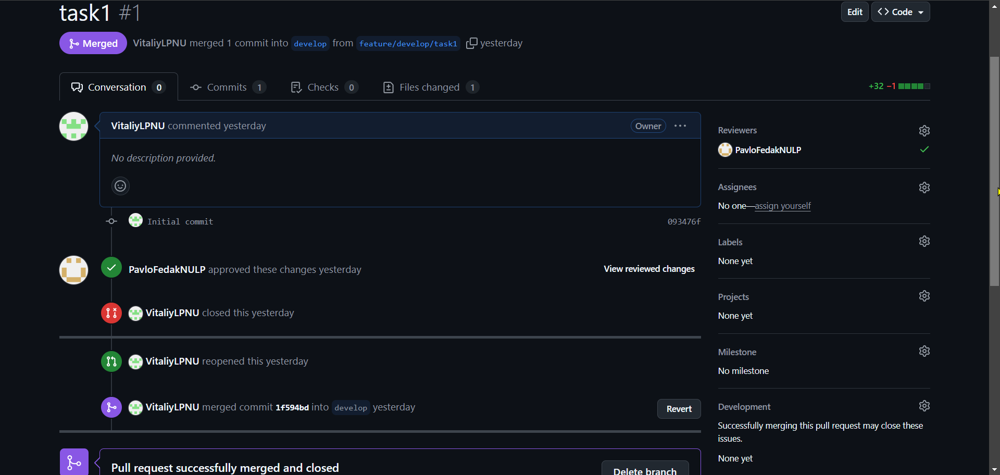 task1 #1
Edit
Code
Merged
VitaliyLPNU merged 1 commit into develop from feature/develop/task1 yesterday
Conversation 0
Commits 1
Checks 0
Files changed 1
+32 −1
VitaliyLPNU commented yesterday
Owner
No description provided.
Initial commit
093476f
PavloFedakNULP approved these changes yesterday
View reviewed changes
VitaliyLPNU closed this yesterday
VitaliyLPNU reopened this yesterday
VitaliyLPNU merged commit 1f594bd into develop yesterday
Revert
Pull request successfully merged and closed
Delete branch
Reviewers
PavloFedakNULP
Assignees
No one—assign yourself
Labels
None yet
Projects
None yet
Milestone
No milestone
Development
Successfully merging this pull request may close these
issues.
None yet